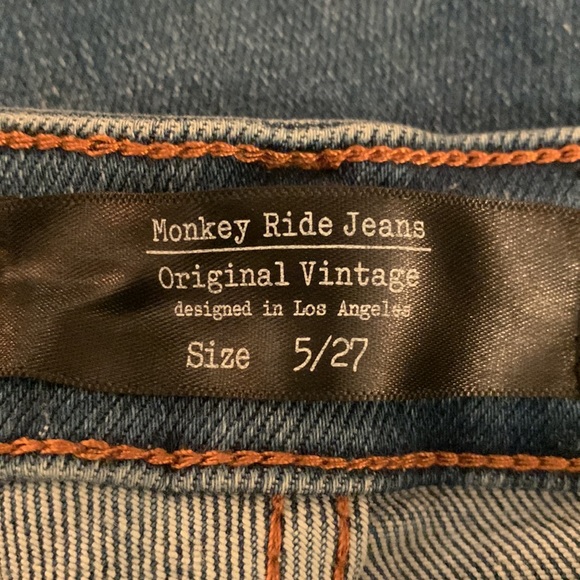 Monkey Ride Jeans
Original Vintage
designed in Los Angeles
Size 5/27